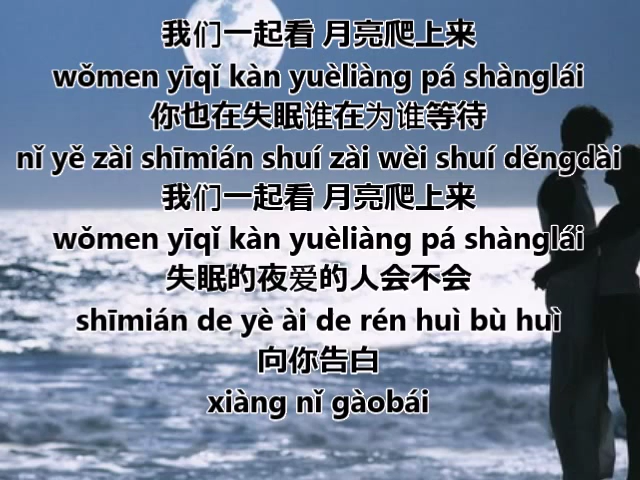 我们一起看 月亮爬上来
wǒmen yīqǐ kàn yuèliàng pá shànglái
你也在失眠谁在为谁等待
nǐ yě zài shīmián shuí zài wèi shuí děngdài
我们一起看 月亮爬上来
wǒmen yīqǐ kàn yuèliàng pá shànglái
失眠的夜爱的人会不会
shīmián de yè ài de rén huì bù huì
向你告白
xiàng nǐ gàobái